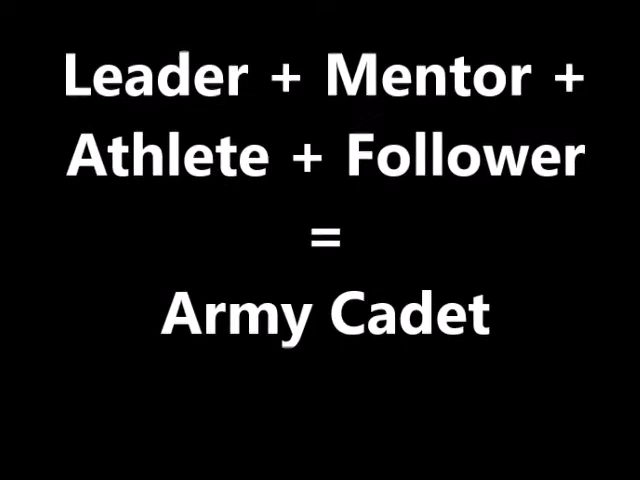 Leader + Mentor +
Athlete + Follower
=
Army Cadet